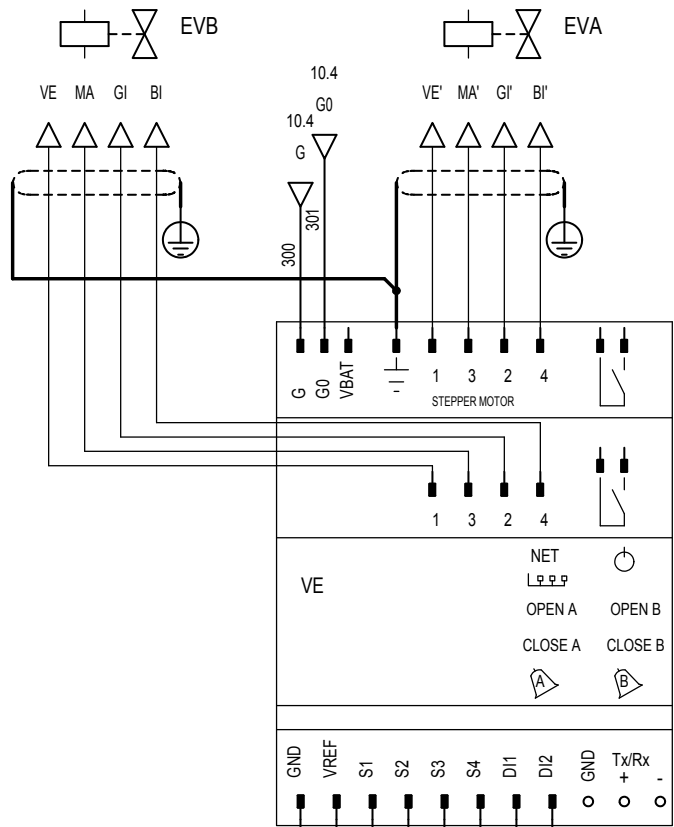 EVB
EVA
VE MA GI BI
10.4
G0
10.4
G
VE' MA' GI' BI'
300
301
G G0 VBAT
1 3 2 4
STEPPER MOTOR
1 3 2 4
VE
NET
OPEN A OPEN B
CLOSE A CLOSE B
A B
GND VREF S1 S2 S3 S4 DI1 DI2 GND Tx/Rx
+ -